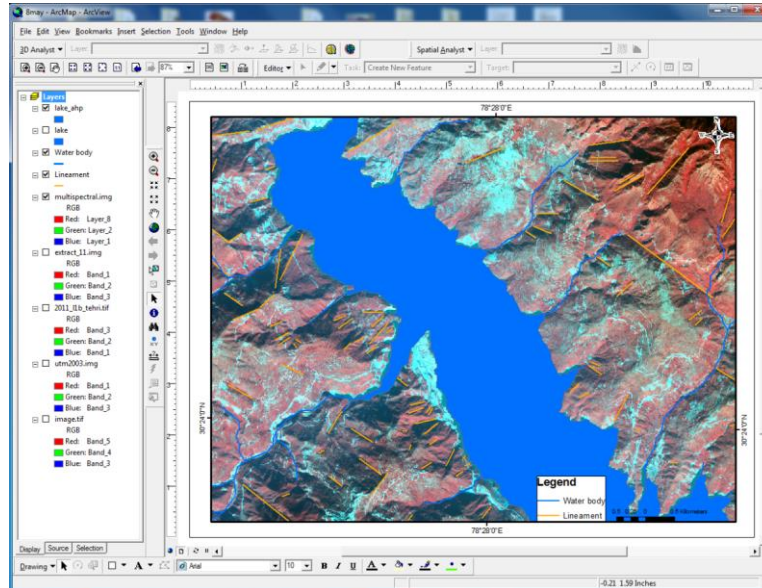 8may - ArcMap - ArcView
File Edit View Bookmarks Insert Selection Tools Window Help
3D Analyst Layer:
Spatial Analyst Layer:
87%
Editor Task: Create New Feature Target:
Layers
lake_ahp
lake
Water body
Lineament
multispectral.img
RGB
Red: Layer_8
Green: Layer_2
Blue: Layer_1
extract_11.img
RGB
Red: Band_1
Green: Band_2
Blue: Band_3
2011_l1b_tehri.tif
RGB
Red: Band_3
Green: Band_2
Blue: Band_1
utm2003.img
RGB
Red: Band_1
Green: Band_2
Blue: Band_3
image.tif
RGB
Red: Band_5
Green: Band_4
Blue: Band_3
Display Source Selection
78°28'0"E
30°24'0"N
30°24'0"N
Legend
Water body
Lineament
78°28'0"E
Drawing Arial 10 B I U A
-0.21 1.59 Inches